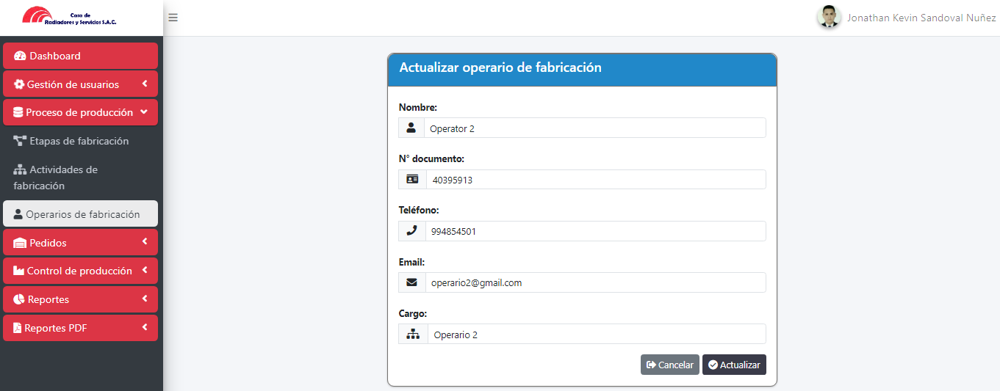 Casa de
Radiadores y Servicios S.A.C.
Jonathan Kevin Sandoval Nuñez
Dashboard
Gestión de usuarios
Proceso de producción
Etapas de fabricación
Actividades de
fabricación
Operarios de fabricación
Pedidos
Control de producción
Reportes
Reportes PDF
Actualizar operario de fabricación
Nombre:
Operator 2
N° documento:
40395913
Teléfono:
994854501
Email:
operario2@gmail.com
Cargo:
Operario 2
Cancelar
Actualizar